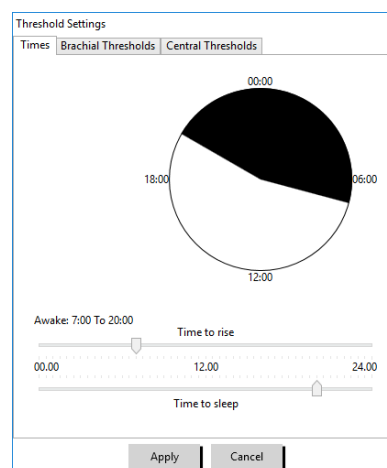 Threshold Settings
Times Brachial Thresholds Central Thresholds
00:00
18:00 06:00
12:00
Awake: 7:00 To 20:00
Time to rise
00.00 12.00 24.00
Time to sleep
Apply Cancel